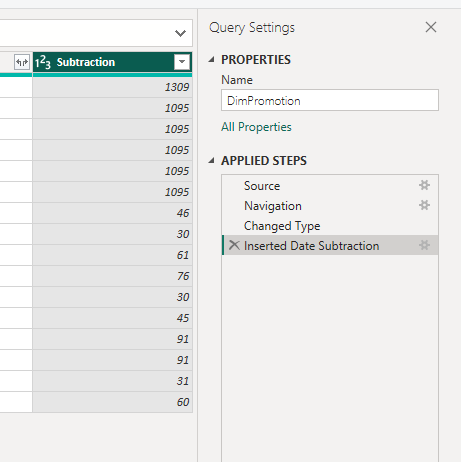 Query Settings
1²3 Subtraction
1309
1095
1095
1095
1095
1095
46
30
61
76
30
45
91
91
31
60
PROPERTIES
Name
DimPromotion
All Properties
APPLIED STEPS
Source
Navigation
Changed Type
Inserted Date Subtraction